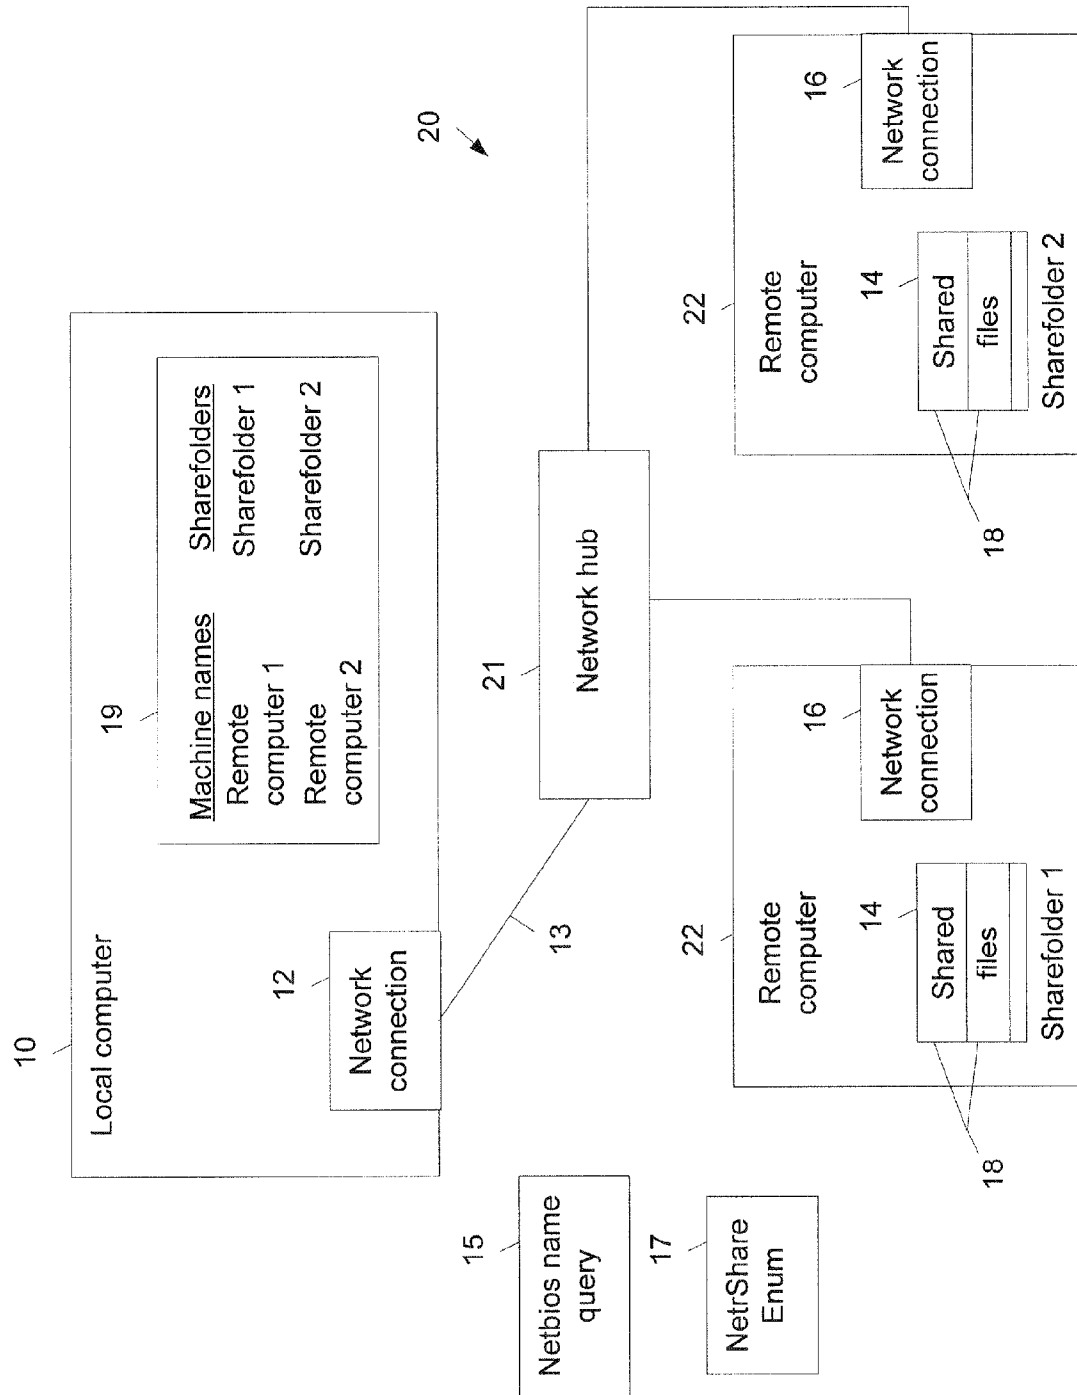 10
Local computer
12
Network
connection
19
Machine names
Sharefolders
Remote
computer 1
Sharefolder 1
Remote
computer 2
Sharefolder 2
13
20
15
Netbios name
query
17
NetrShare
Enum
21
Network hub
22
Remote
computer
14
Shared
files
Sharefolder 1
18
16
Network
connection
22
Remote
computer
14
Shared
files
Sharefolder 2
18
16
Network
connection